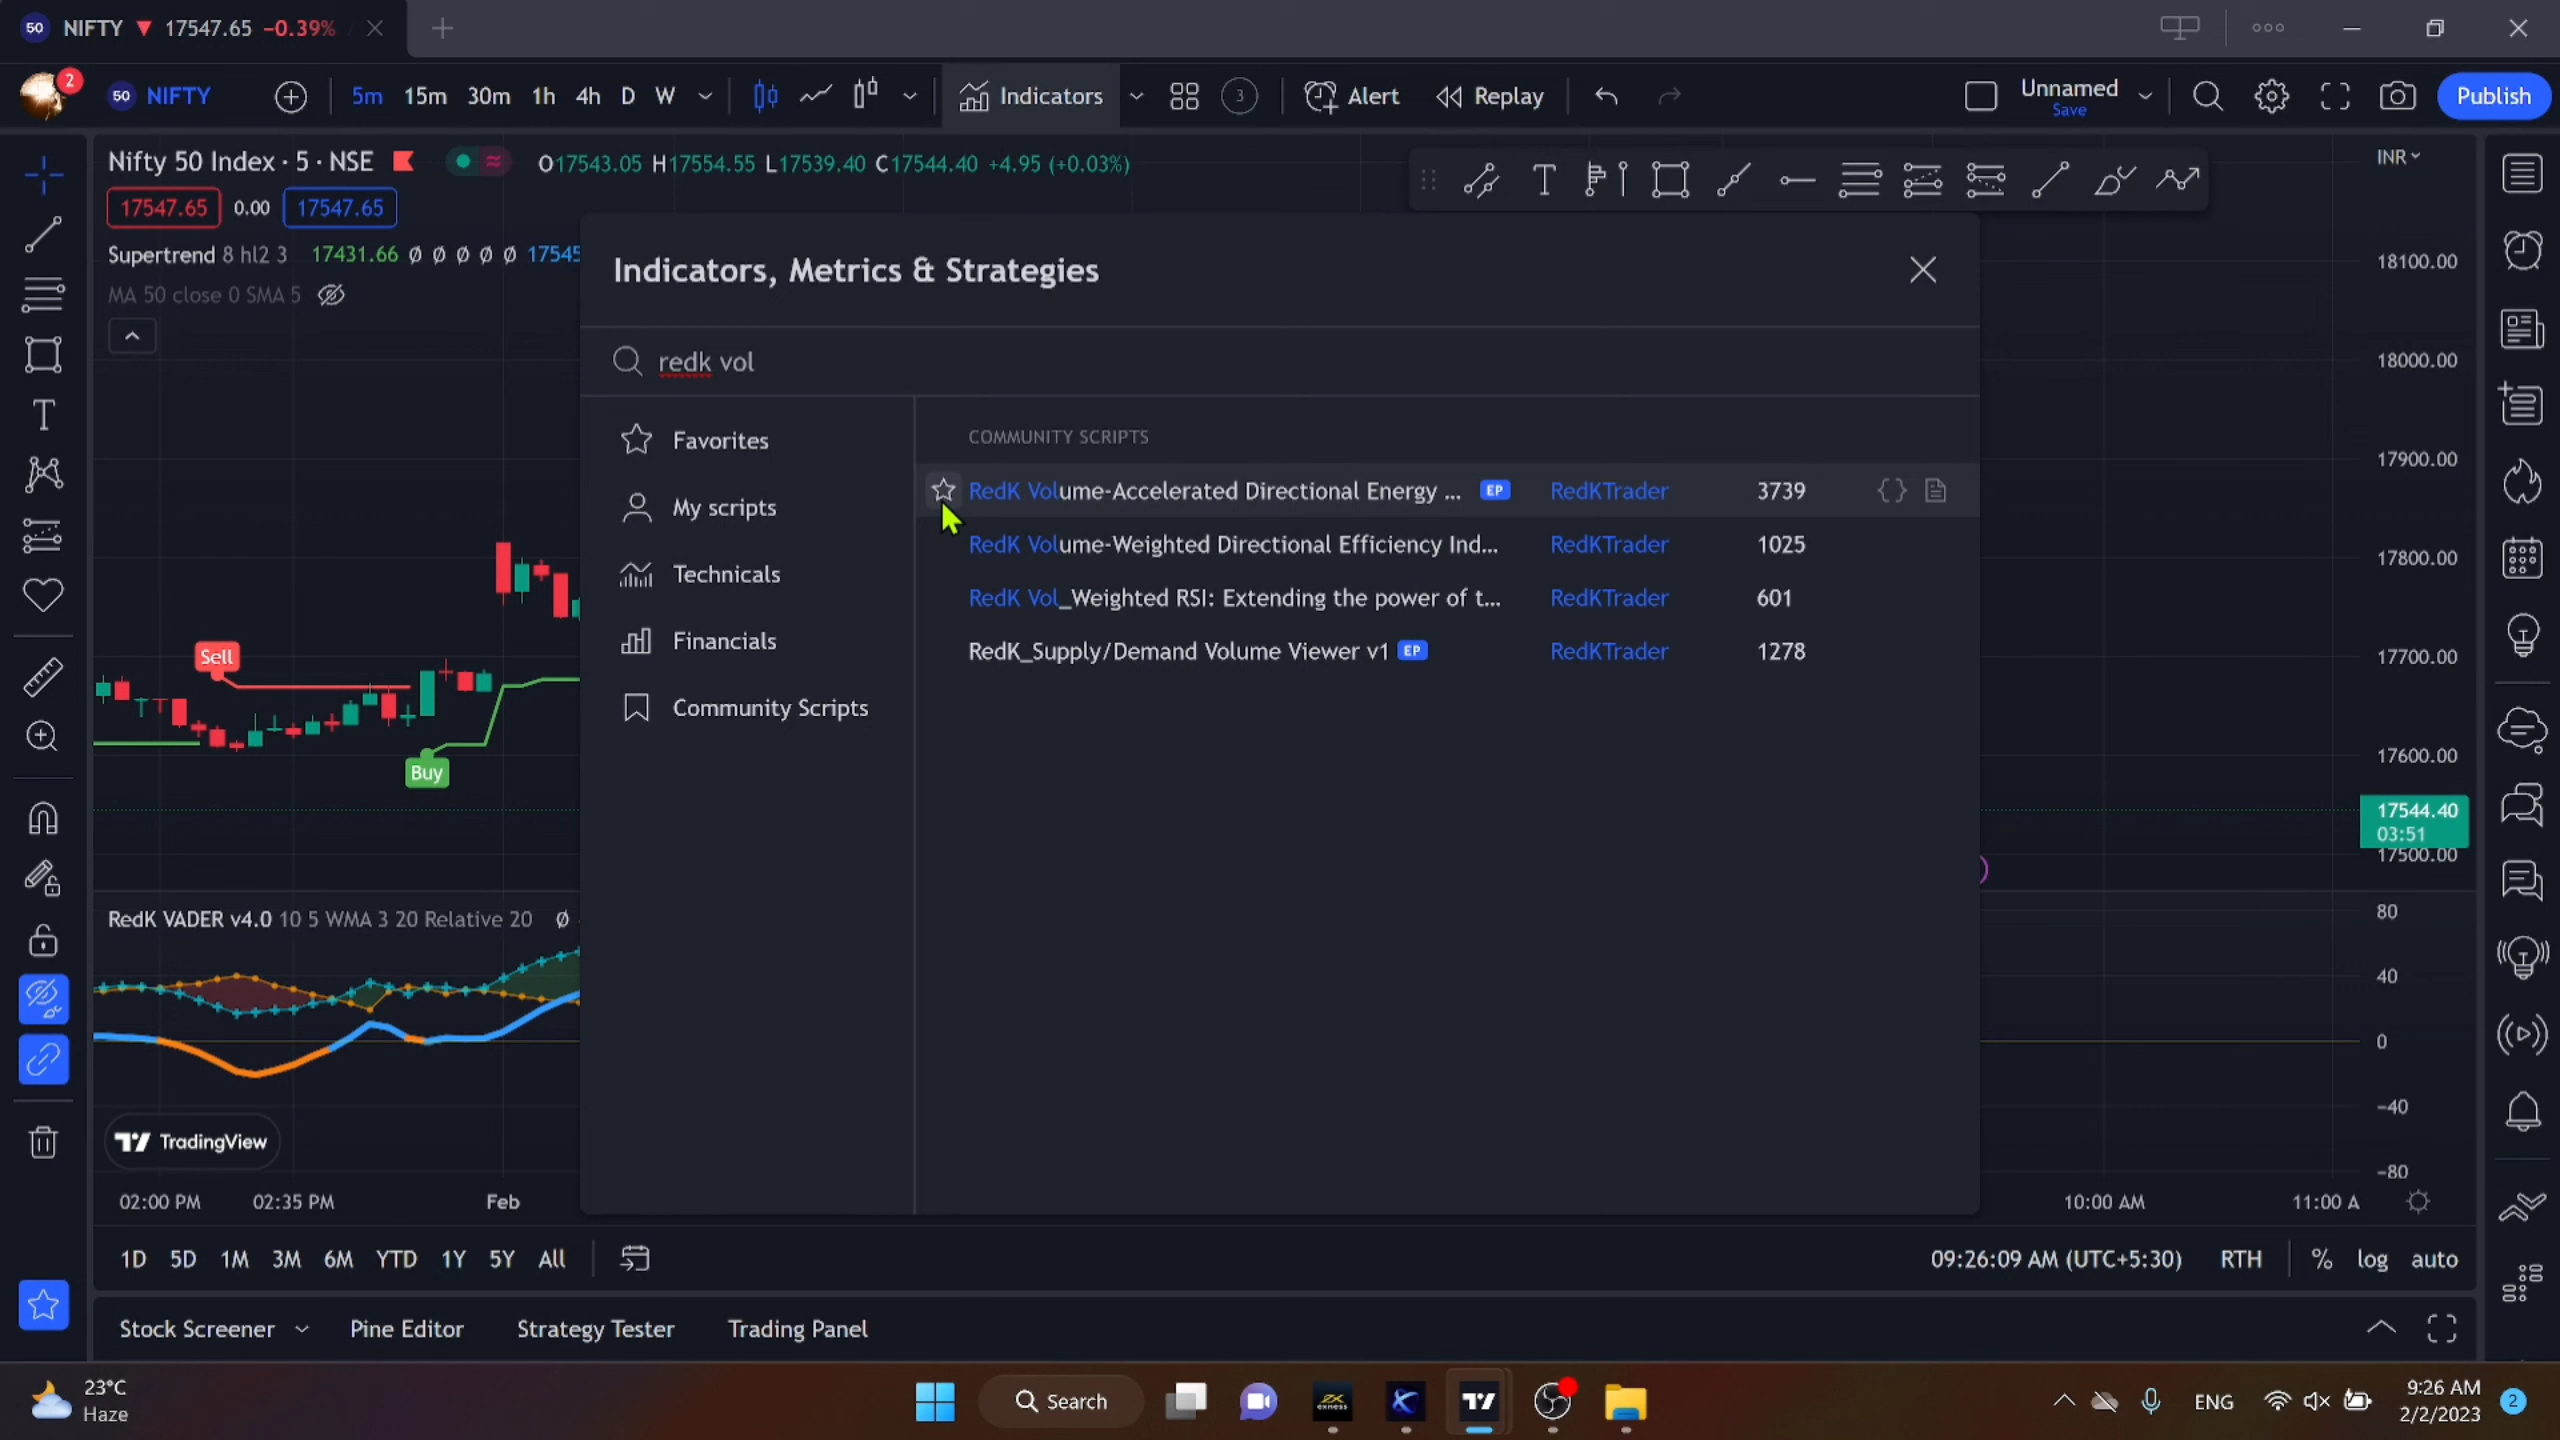 50 NIFTY ▼ 17547.65 −0.39%
2
50 NIFTY 5m 15m 30m 1h 4h D W Indicators 3 Alert Replay Unnamed Save Publish
Nifty 50 Index · 5 · NSE O17543.05 H17554.55 L17539.40 C17544.40 +4.95 (+0.03%)
INR
17547.65 0.00 17547.65
Supertrend 8 hl2 3 17431.66 Ø Ø Ø Ø Ø 17545
MA 50 close 0 SMA 5
Indicators, Metrics & Strategies
redk vol
Favorites
My scripts
Technicals
Financials
Community Scripts
COMMUNITY SCRIPTS
RedK Volume-Accelerated Directional Energy ... EP RedKTrader 3739
RedK Volume-Weighted Directional Efficiency Ind... RedKTrader 1025
RedK Vol_Weighted RSI: Extending the power of t... RedKTrader 601
RedK_Supply/Demand Volume Viewer v1 EP RedKTrader 1278
Sell
Buy
18100.00
18000.00
17900.00
17800.00
17700.00
17600.00
17544.40
03:51
17500.00
RedK VADER v4.0 10 5 WMA 3 20 Relative 20 Ø
80
40
0
−40
−80
TradingView
02:00 PM 02:35 PM Feb 10:00 AM 11:00 A
1D 5D 1M 3M 6M YTD 1Y 5Y All 09:26:09 AM (UTC+5:30) RTH % log auto
Stock Screener Pine Editor Strategy Tester Trading Panel
23°C
Haze
Search
exness
ENG
9:26 AM
2/2/2023
2